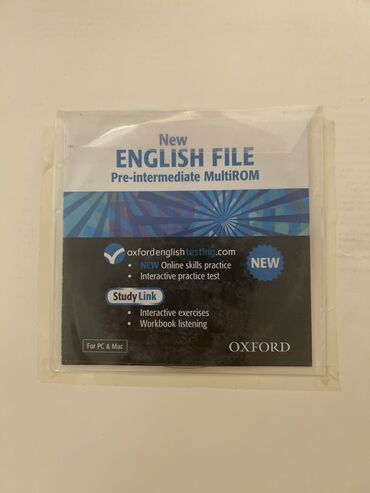 New
ENGLISH FILE
Pre-intermediate MultiROM
oxfordenglishtesting.com
• NEW Online skills practice
• Interactive practice test
NEW
Study Link
• Interactive exercises
• Workbook listening
For PC & Mac
OXFORD